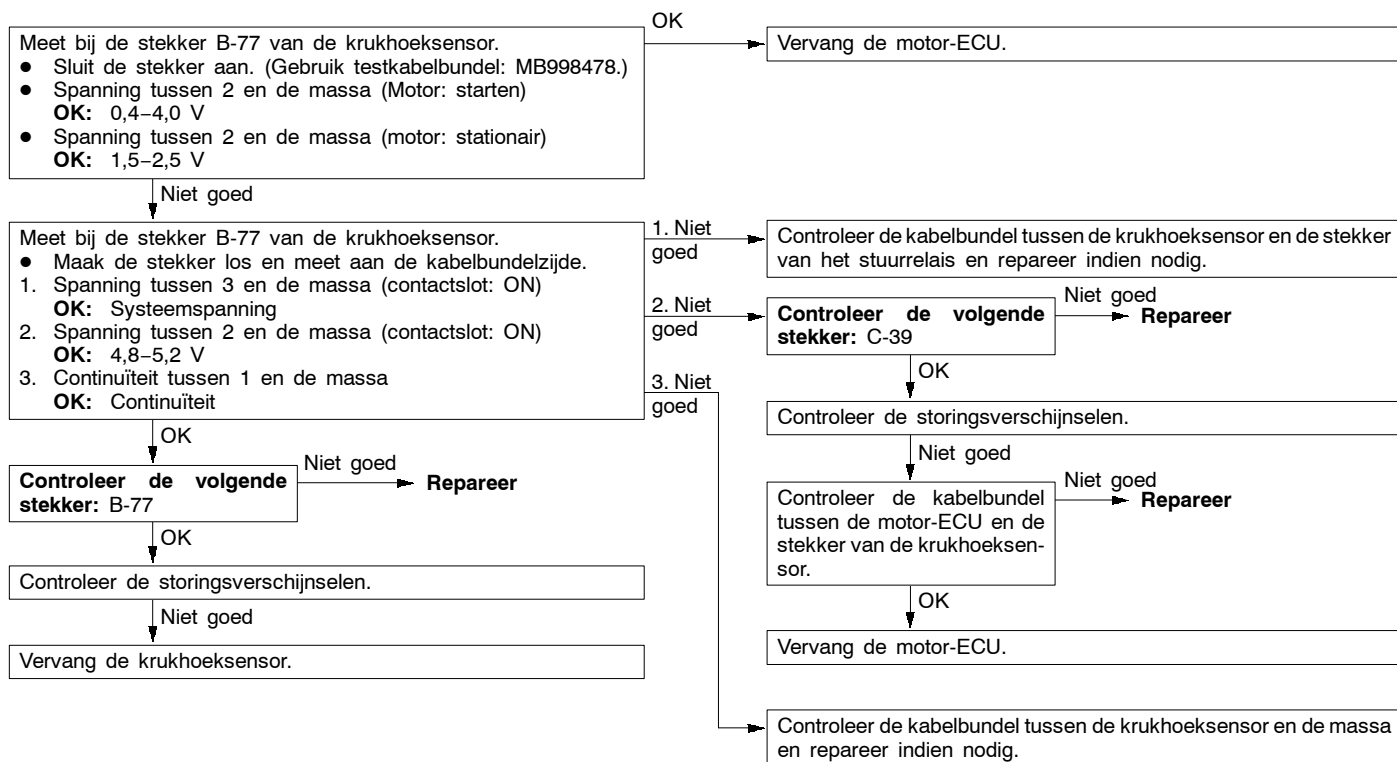 OK
Meet bij de stekker B-77 van de krukhoeksensor.
● Sluit de stekker aan. (Gebruik testkabelbundel: MB998478.)
● Spanning tussen 2 en de massa (Motor: starten)
OK: 0,4–4,0 V
● Spanning tussen 2 en de massa (motor: stationair)
OK: 1,5–2,5 V
Vervang de motor-ECU.
Niet goed
Meet bij de stekker B-77 van de krukhoeksensor.
● Maak de stekker los en meet aan de kabelbundelzijde.
1. Spanning tussen 3 en de massa (contactslot: ON)
OK: Systeemspanning
2. Spanning tussen 2 en de massa (contactslot: ON)
OK: 4,8–5,2 V
3. Continuïteit tussen 1 en de massa
OK: Continuïteit
1. Niet
goed
Controleer de kabelbundel tussen de krukhoeksensor en de stekker
van het stuurrelais en repareer indien nodig.
2. Niet
goed
Controleer de volgende
stekker: C-39
Niet goed
Repareer
OK
Controleer de storingsverschijnselen.
Niet goed
Controleer de kabelbundel
tussen de motor-ECU en de
stekker van de krukhoeksen-
sor.
Niet goed
Repareer
OK
Vervang de motor-ECU.
3. Niet
goed
Controleer de kabelbundel tussen de krukhoeksensor en de massa
en repareer indien nodig.
OK
Controleer de volgende
stekker: B-77
Niet goed
Repareer
OK
Controleer de storingsverschijnselen.
Niet goed
Vervang de krukhoeksensor.